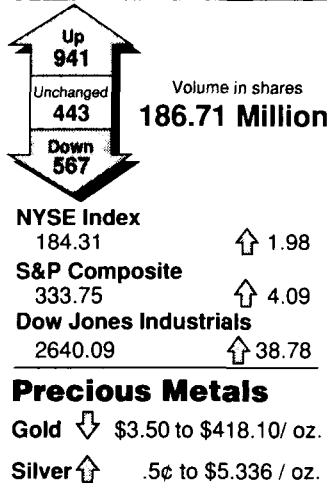 Up
941
Unchanged
443
Down
567
Volume in shares
186.71 Million
NYSE Index
184.31 1.98
S&P Composite
333.75 4.09
Dow Jones Industrials
2640.09 38.78
Precious Metals
Gold $3.50 to $418.10/ oz.
Silver .5¢ to $5.336 / oz.